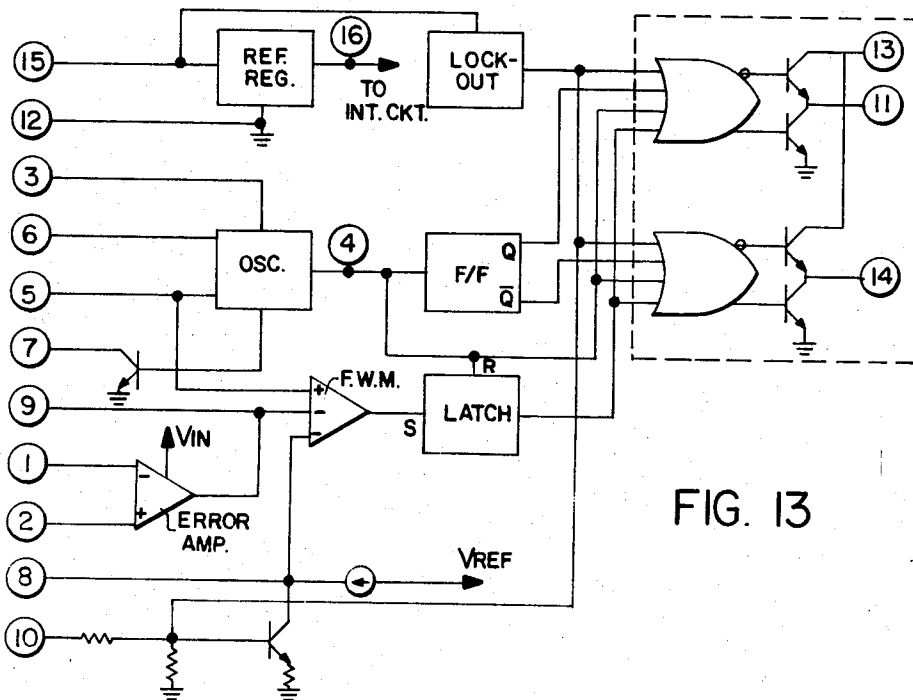 15
REF.
REG.
16
TO
INT. CKT.
LOCK-
OUT
13
11
12
3
6
5
7
OSC.
4
F/F
Q
Q̅
14
9
F.W.M.
R
S
LATCH
1
2
VIN
-
+
ERROR
AMP.
+
-
-
8
VREF
10
FIG. 13